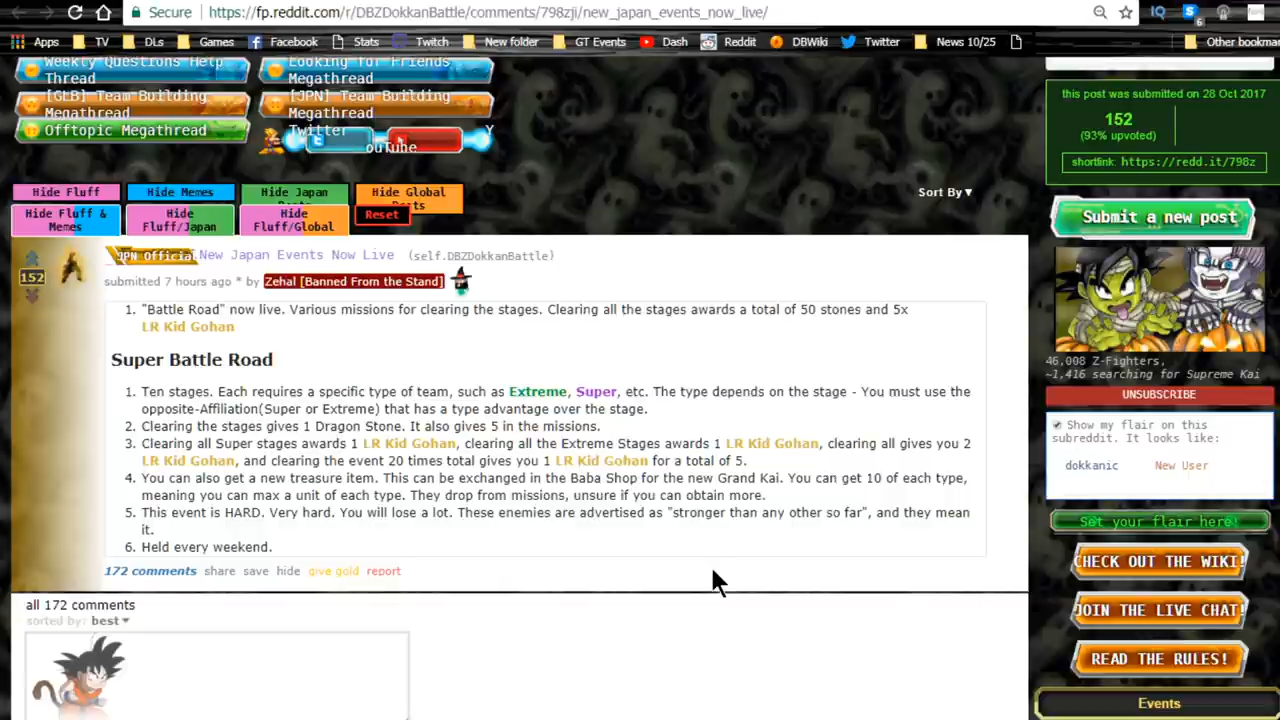 Secure https://fp.reddit.com/r/DBZDokkanBattle/comments/798zji/new_japan_events_now_live/
Apps TV DLs Games Facebook Stats Twitch New folder GT Events Dash Reddit DBWiki Twitter News 10/25 Other bookmar
Weekly Questions Help Thread
Looking for Friends Megathread
[GLB] Team Building Megathread
[JPN] Team Building Megathread
Offtopic Megathread
Twitter
YouTube
Hide Fluff
Hide Memes
Hide Japan Posts
Hide Global Posts
Sort By▼
Hide Fluff & Memes
Hide Fluff/Japan
Hide Fluff/Global
Reset
152
JPN Official New Japan Events Now Live (self.DBZDokkanBattle)
submitted 7 hours ago * by Zehal [Banned From the Stand]
1. "Battle Road" now live. Various missions for clearing the stages. Clearing all the stages awards a total of 50 stones and 5x
LR Kid Gohan
Super Battle Road
1. Ten stages. Each requires a specific type of team, such as Extreme, Super, etc. The type depends on the stage - You must use the
opposite-Affiliation(Super or Extreme) that has a type advantage over the stage.
2. Clearing the stages gives 1 Dragon Stone. It also gives 5 in the missions.
3. Clearing all Super stages awards 1 LR Kid Gohan, clearing all the Extreme Stages awards 1 LR Kid Gohan, clearing all gives you 2
LR Kid Gohan, and clearing the event 20 times total gives you 1 LR Kid Gohan for a total of 5.
4. You can also get a new treasure item. This can be exchanged in the Baba Shop for the new Grand Kai. You can get 10 of each type,
meaning you can max a unit of each type. They drop from missions, unsure if you can obtain more.
5. This event is HARD. Very hard. You will lose a lot. These enemies are advertised as "stronger than any other so far", and they mean
it.
6. Held every weekend.
172 comments share save hide give gold report
all 172 comments
sorted by: best▼
this post was submitted on 28 Oct 2017
152
(93% upvoted)
shortlink: https://redd.it/798z
Submit a new post
46,008 Z-Fighters,
~1,416 searching for Supreme Kai
UNSUBSCRIBE
Show my flair on this
subreddit. It looks like:
dokkanic New User
Set your flair here!
CHECK OUT THE WIKI!
JOIN THE LIVE CHAT!
READ THE RULES!
Events